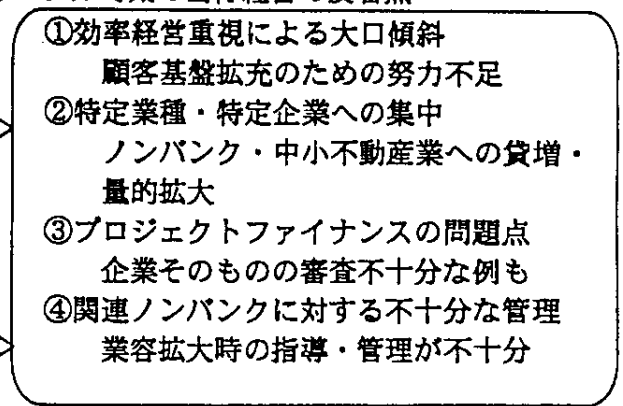 ①効率経営重視による大口傾斜
顧客基盤拡充のための努力不足
②特定業種・特定企業への集中
ノンバンク・中小不動産業への貸増・
量的拡大
③プロジェクトファイナンスの問題点
企業そのものの審査不十分な例も
④関連ノンバンクに対する不十分な管理
業容拡大時の指導・管理が不十分